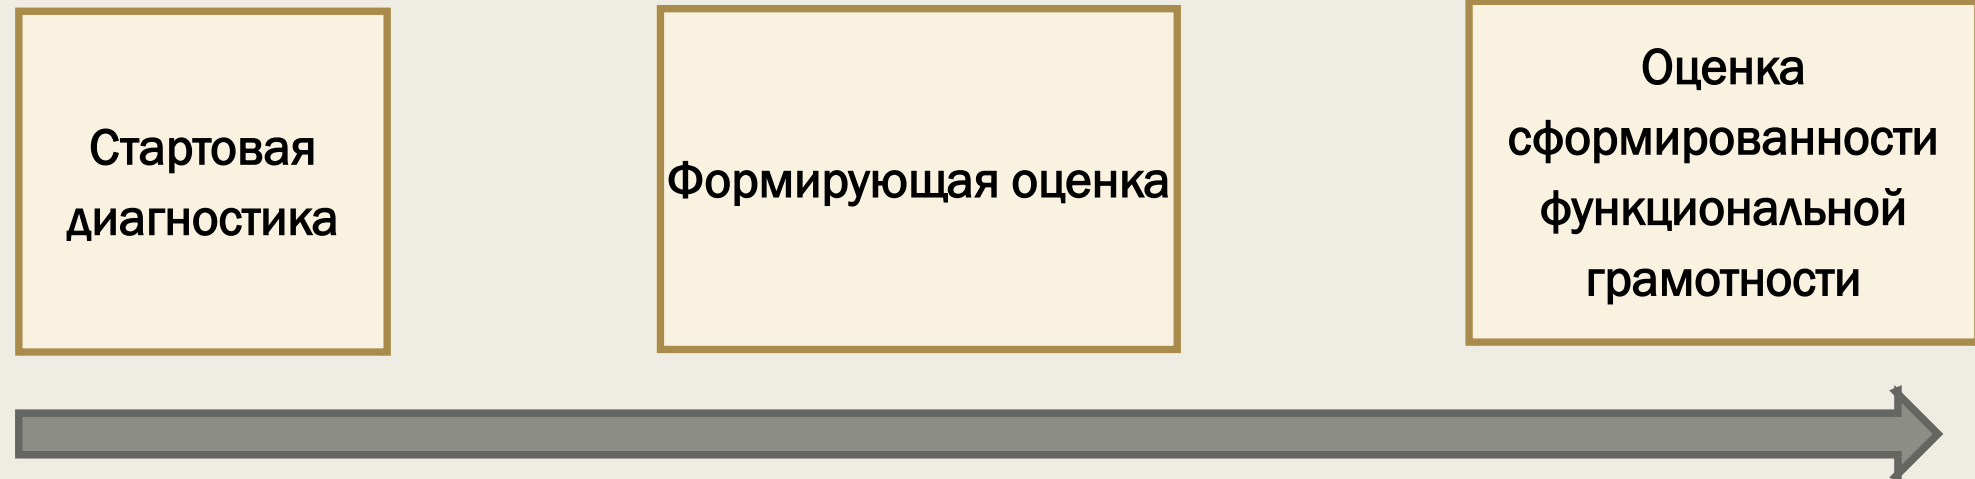 Стартовая
диагностика
Формирующая оценка
Оценка
сформированности
функциональной
грамотности